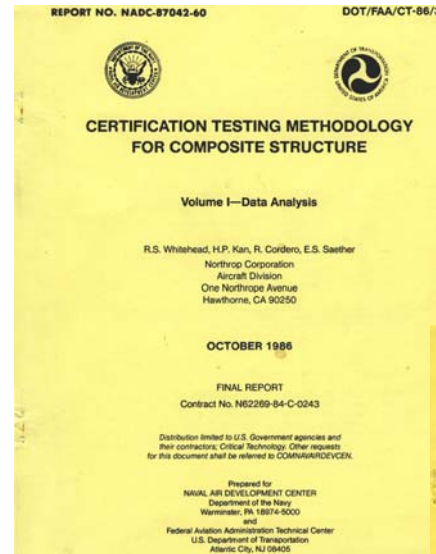 REPORT NO. NADC-87042-60
DOT/FAA/CT-86/
CERTIFICATION TESTING METHODOLOGY
FOR COMPOSITE STRUCTURE
Volume I—Data Analysis
R.S. Whitehead, H.P. Kan, R. Cordero, E.S. Saether
Northrop Corporation
Aircraft Division
One Northrope Avenue
Hawthorne, CA 90250
OCTOBER 1986
FINAL REPORT
Contract No. N62269-84-C-0243
Distribution limited to U.S. Government agencies and
their contractors; Critical Technology. Other requests
for this document shall be referred to COMNAVAIRDEVCEN.
Prepared for
NAVAL AIR DEVELOPMENT CENTER
Department of the Navy
Warminster, PA 18974-5000
and
Federal Aviation Administration Technical Center
U.S. Department of Transportation
Atlantic City, NJ 08405